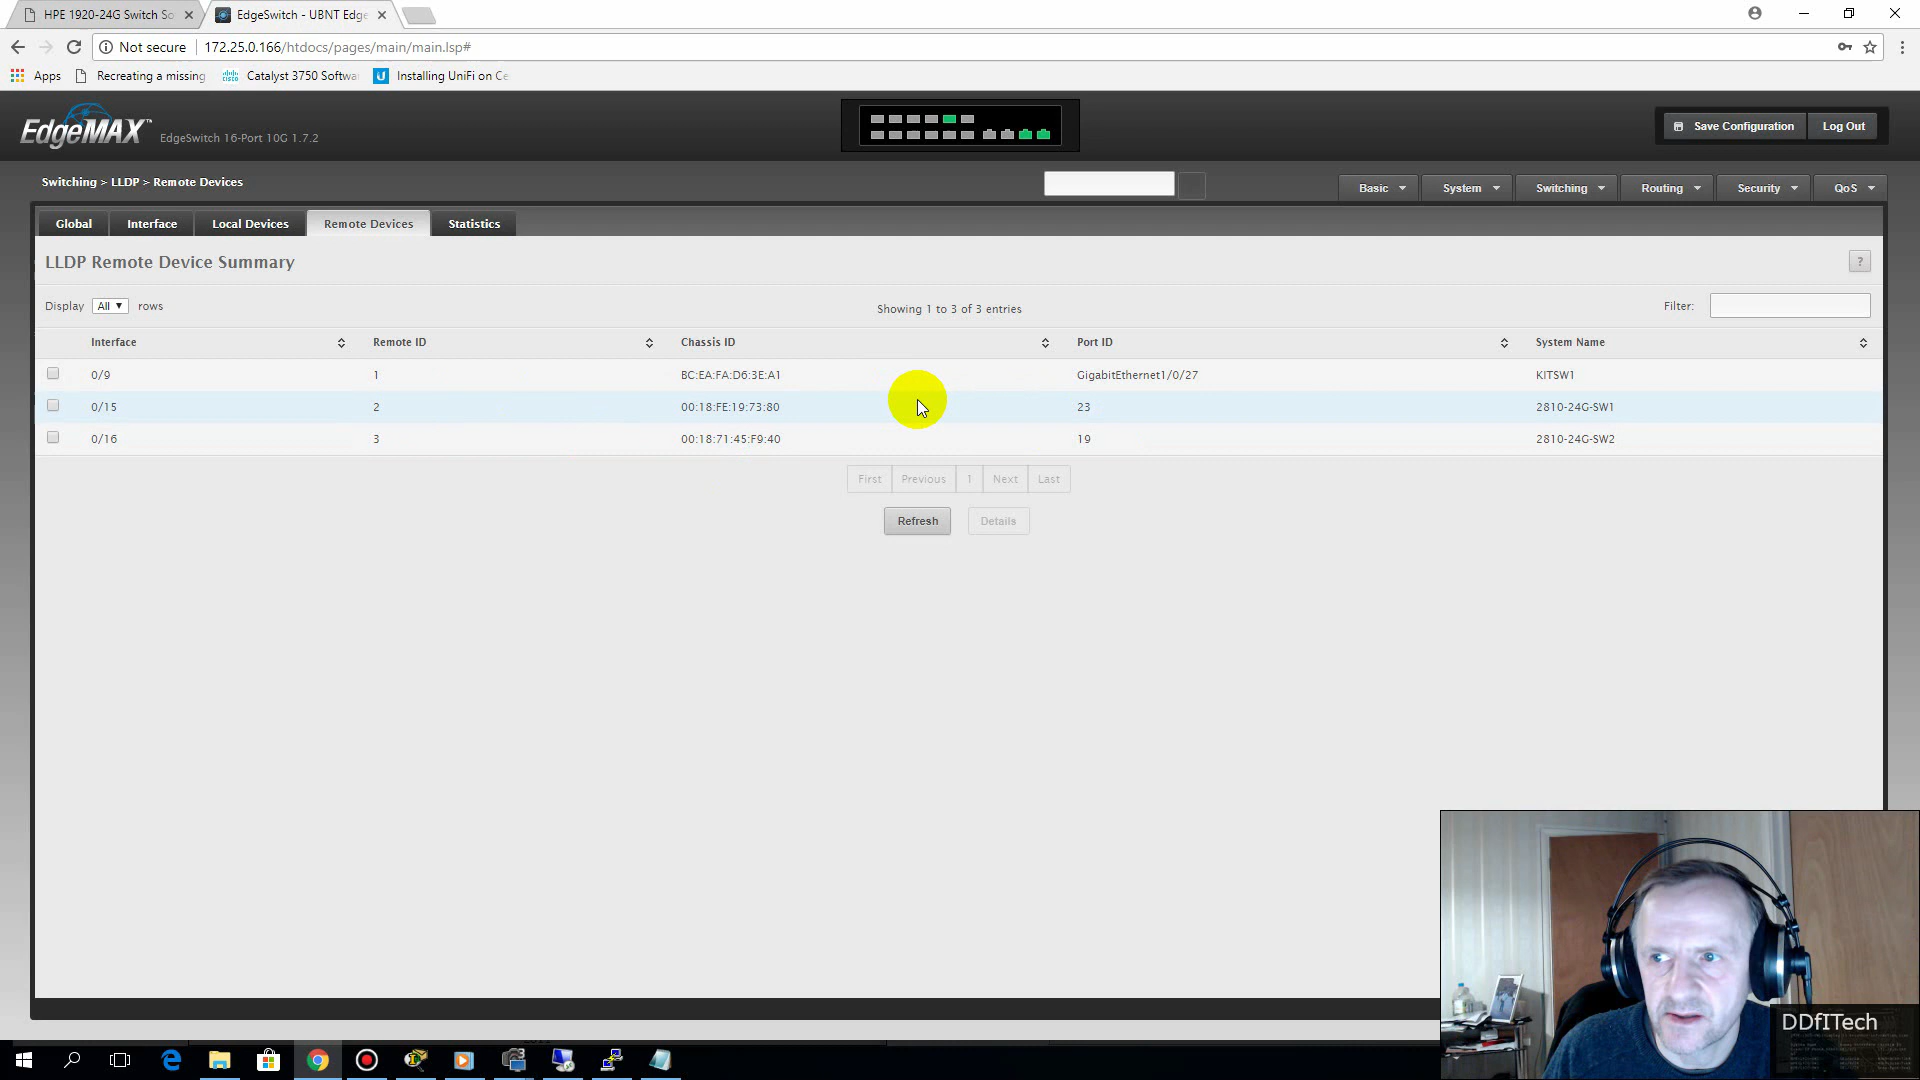 HPE 1920-24G Switch So
EdgeSwitch - UBNT Edge
Not secure
172.25.0.166/htdocs/pages/main/main.lsp#
Apps
Recreating a missing
Catalyst 3750 Softwa
Installing UniFi on Ce
EdgeMAX™
EdgeSwitch 16-Port 10G 1.7.2
Save Configuration
Log Out
Switching > LLDP > Remote Devices
Basic
System
Switching
Routing
Security
QoS
Global
Interface
Local Devices
Remote Devices
Statistics
LLDP Remote Device Summary
?
Display All rows
Showing 1 to 3 of 3 entries
Filter:
Interface Remote ID Chassis ID Port ID System Name
0/9 1 BC:EA:FA:D6:3E:A1 GigabitEthernet1/0/27 KITSW1
0/15 2 00:18:FE:19:73:80 23 2810-24G-SW1
0/16 3 00:18:71:45:F9:40 19 2810-24G-SW2
First Previous 1 Next Last
Refresh Details
DDfITech